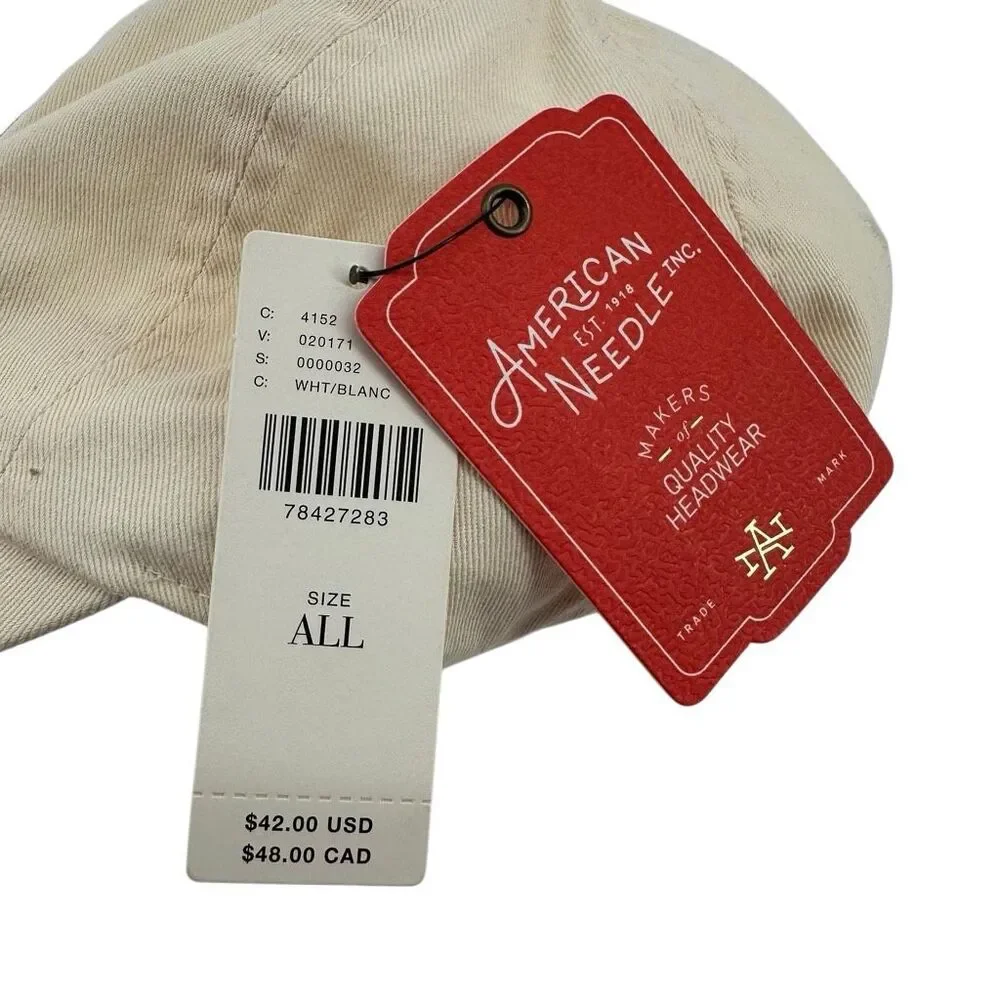 C: 4152
V: 020171
S: 0000032
C: WHT/BLANC
78427283
SIZE
ALL
$42.00 USD
$48.00 CAD
AMERICAN
EST. 1918
NEEDLE INC.
MAKERS
of
QUALITY
HEADWEAR
AN
TRADE MARK